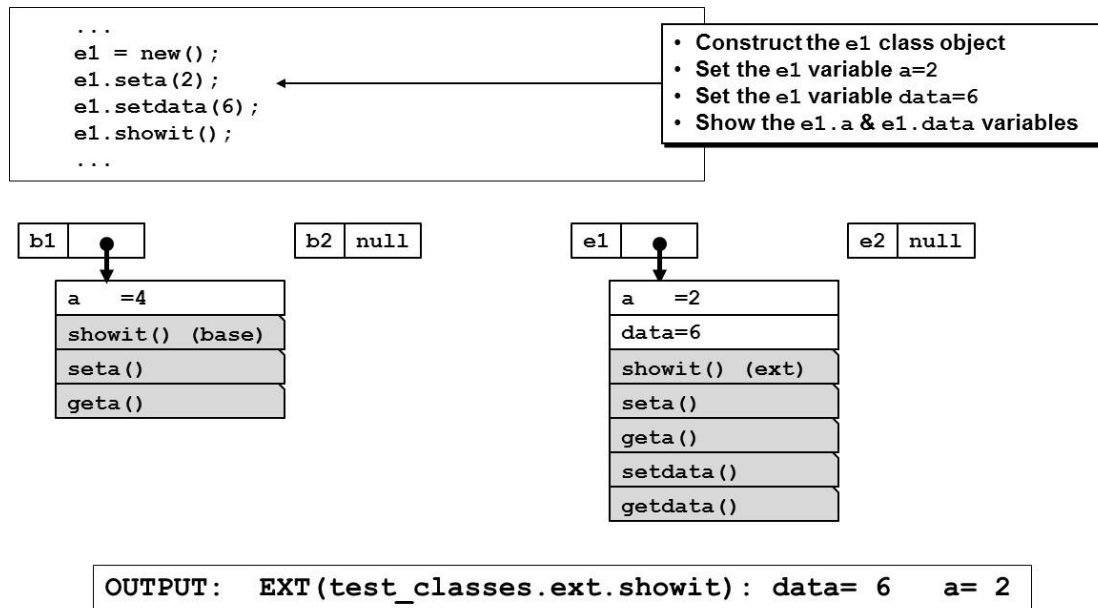 ...
e1 = new();
e1.seta(2);
e1.setdata(6);
e1.showit();
...
• Construct the e1 class object
• Set the e1 variable a=2
• Set the e1 variable data=6
• Show the e1.a & e1.data variables
b1
b2 null
e1
e2 null
a =4
showit() (base)
seta()
geta()
a =2
data=6
showit() (ext)
seta()
geta()
setdata()
getdata()
OUTPUT: EXT(test_classes.ext.showit): data= 6 a= 2